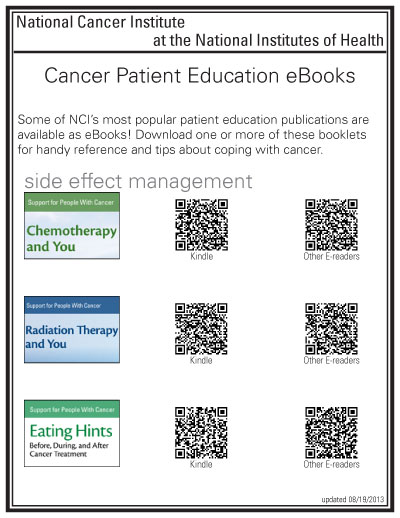 National Cancer Institute
at the National Institutes of Health
Cancer Patient Education eBooks
Some of NCI's most popular patient education publications are
available as eBooks! Download one or more of these booklets
for handy reference and tips about coping with cancer.
side effect management
Support for People With Cancer
Chemotherapy
and You
Kindle
Other E-readers
Support for People With Cancer
Radiation Therapy
and You
Kindle
Other E-readers
Support for People With Cancer
Eating Hints
Before, During, and After
Cancer Treatment
Kindle
Other E-readers
updated 08/19/2013